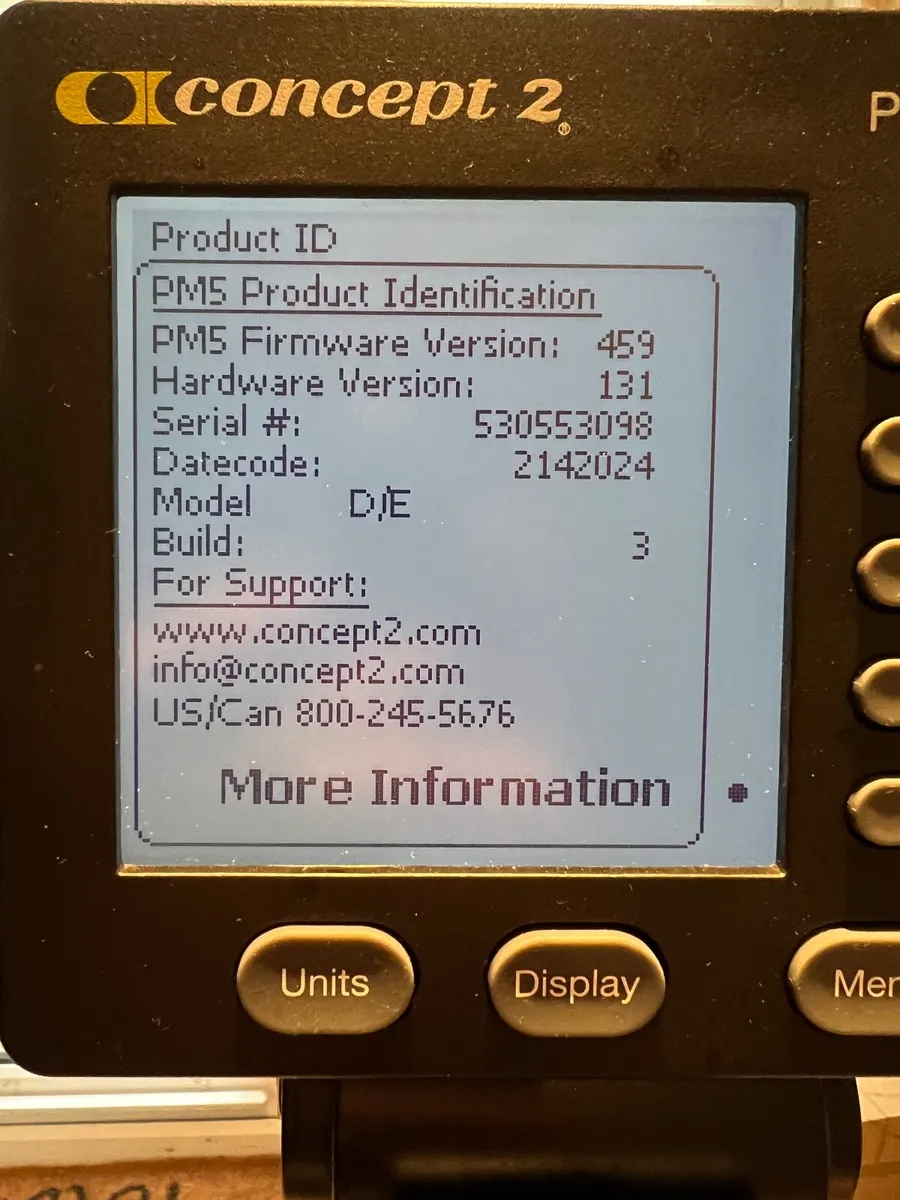 concept 2®
P
Product ID
PM5 Product Identification
PM5 Firmware Version: 459
Hardware Version: 131
Serial #: 530553098
Datecode: 2142024
Model D/E
Build: 3
For Support:
www.concept2.com
info@concept2.com
US/Can 800-245-5676
More Information
Units Display Men